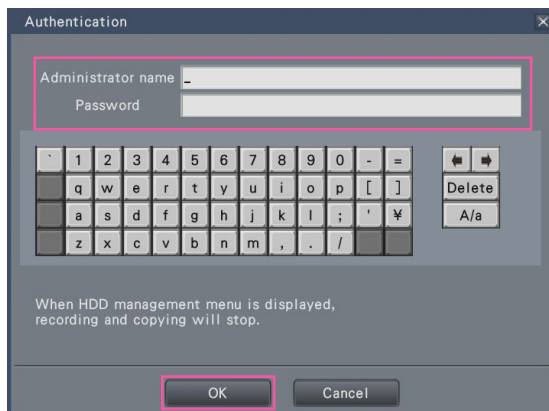 Authentication
Administrator name _
Password
` 1 2 3 4 5 6 7 8 9 0 - =
q w e r t y u i o p [ ] Delete
a s d f g h j k l ; ' ¥ A/a
z x c v b n m , . /
When HDD management menu is displayed,
recording and copying will stop.
OK Cancel